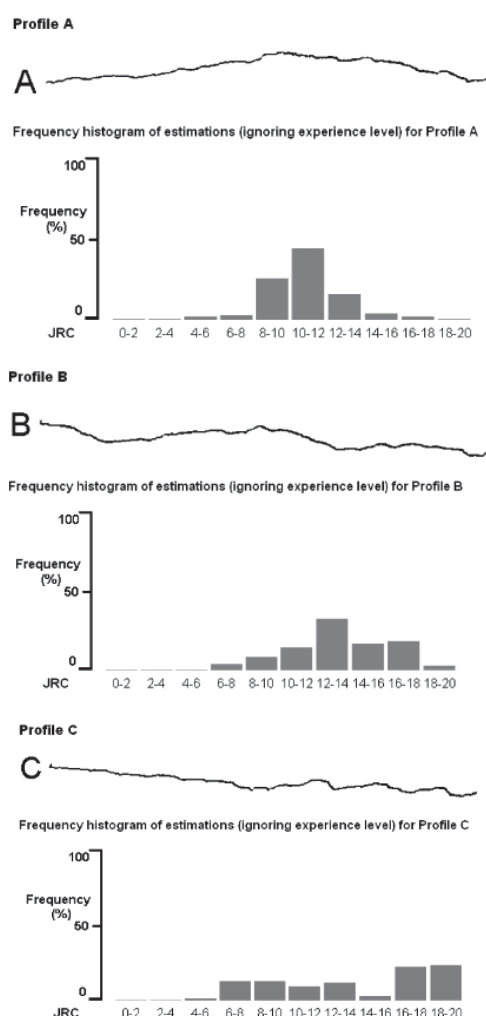 Profile A
A
Frequency histogram of estimations (ignoring experience level) for Profile A
100
Frequency
(%)
50
0
JRC 0-2 2-4 4-6 6-8 8-10 10-12 12-14 14-16 16-18 18-20
Profile B
B
Frequency histogram of estimations (ignoring experience level) for Profile B
100
Frequency
(%)
50
0
JRC 0-2 2-4 4-6 6-8 8-10 10-12 12-14 14-16 16-18 18-20
Profile C
C
Frequency histogram of estimations (ignoring experience level) for Profile C
100
Frequency
(%)
50
0
JRC 0-2 2-4 4-6 6-8 8-10 10-12 12-14 14-16 16-18 18-20